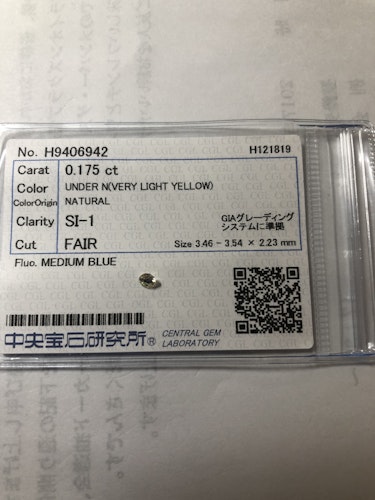 No. H9406942 H121819
Carat 0.175 ct
Color UNDER N(VERY LIGHT YELLOW)
ColorOrigin NATURAL
Clarity SI-1
GIAグレーディング
システムに準拠
Cut FAIR Size 3.46 - 3.54 × 2.23 mm
Fluo. MEDIUM BLUE
中央宝石研究所®
CENTRAL GEM
LABORATORY